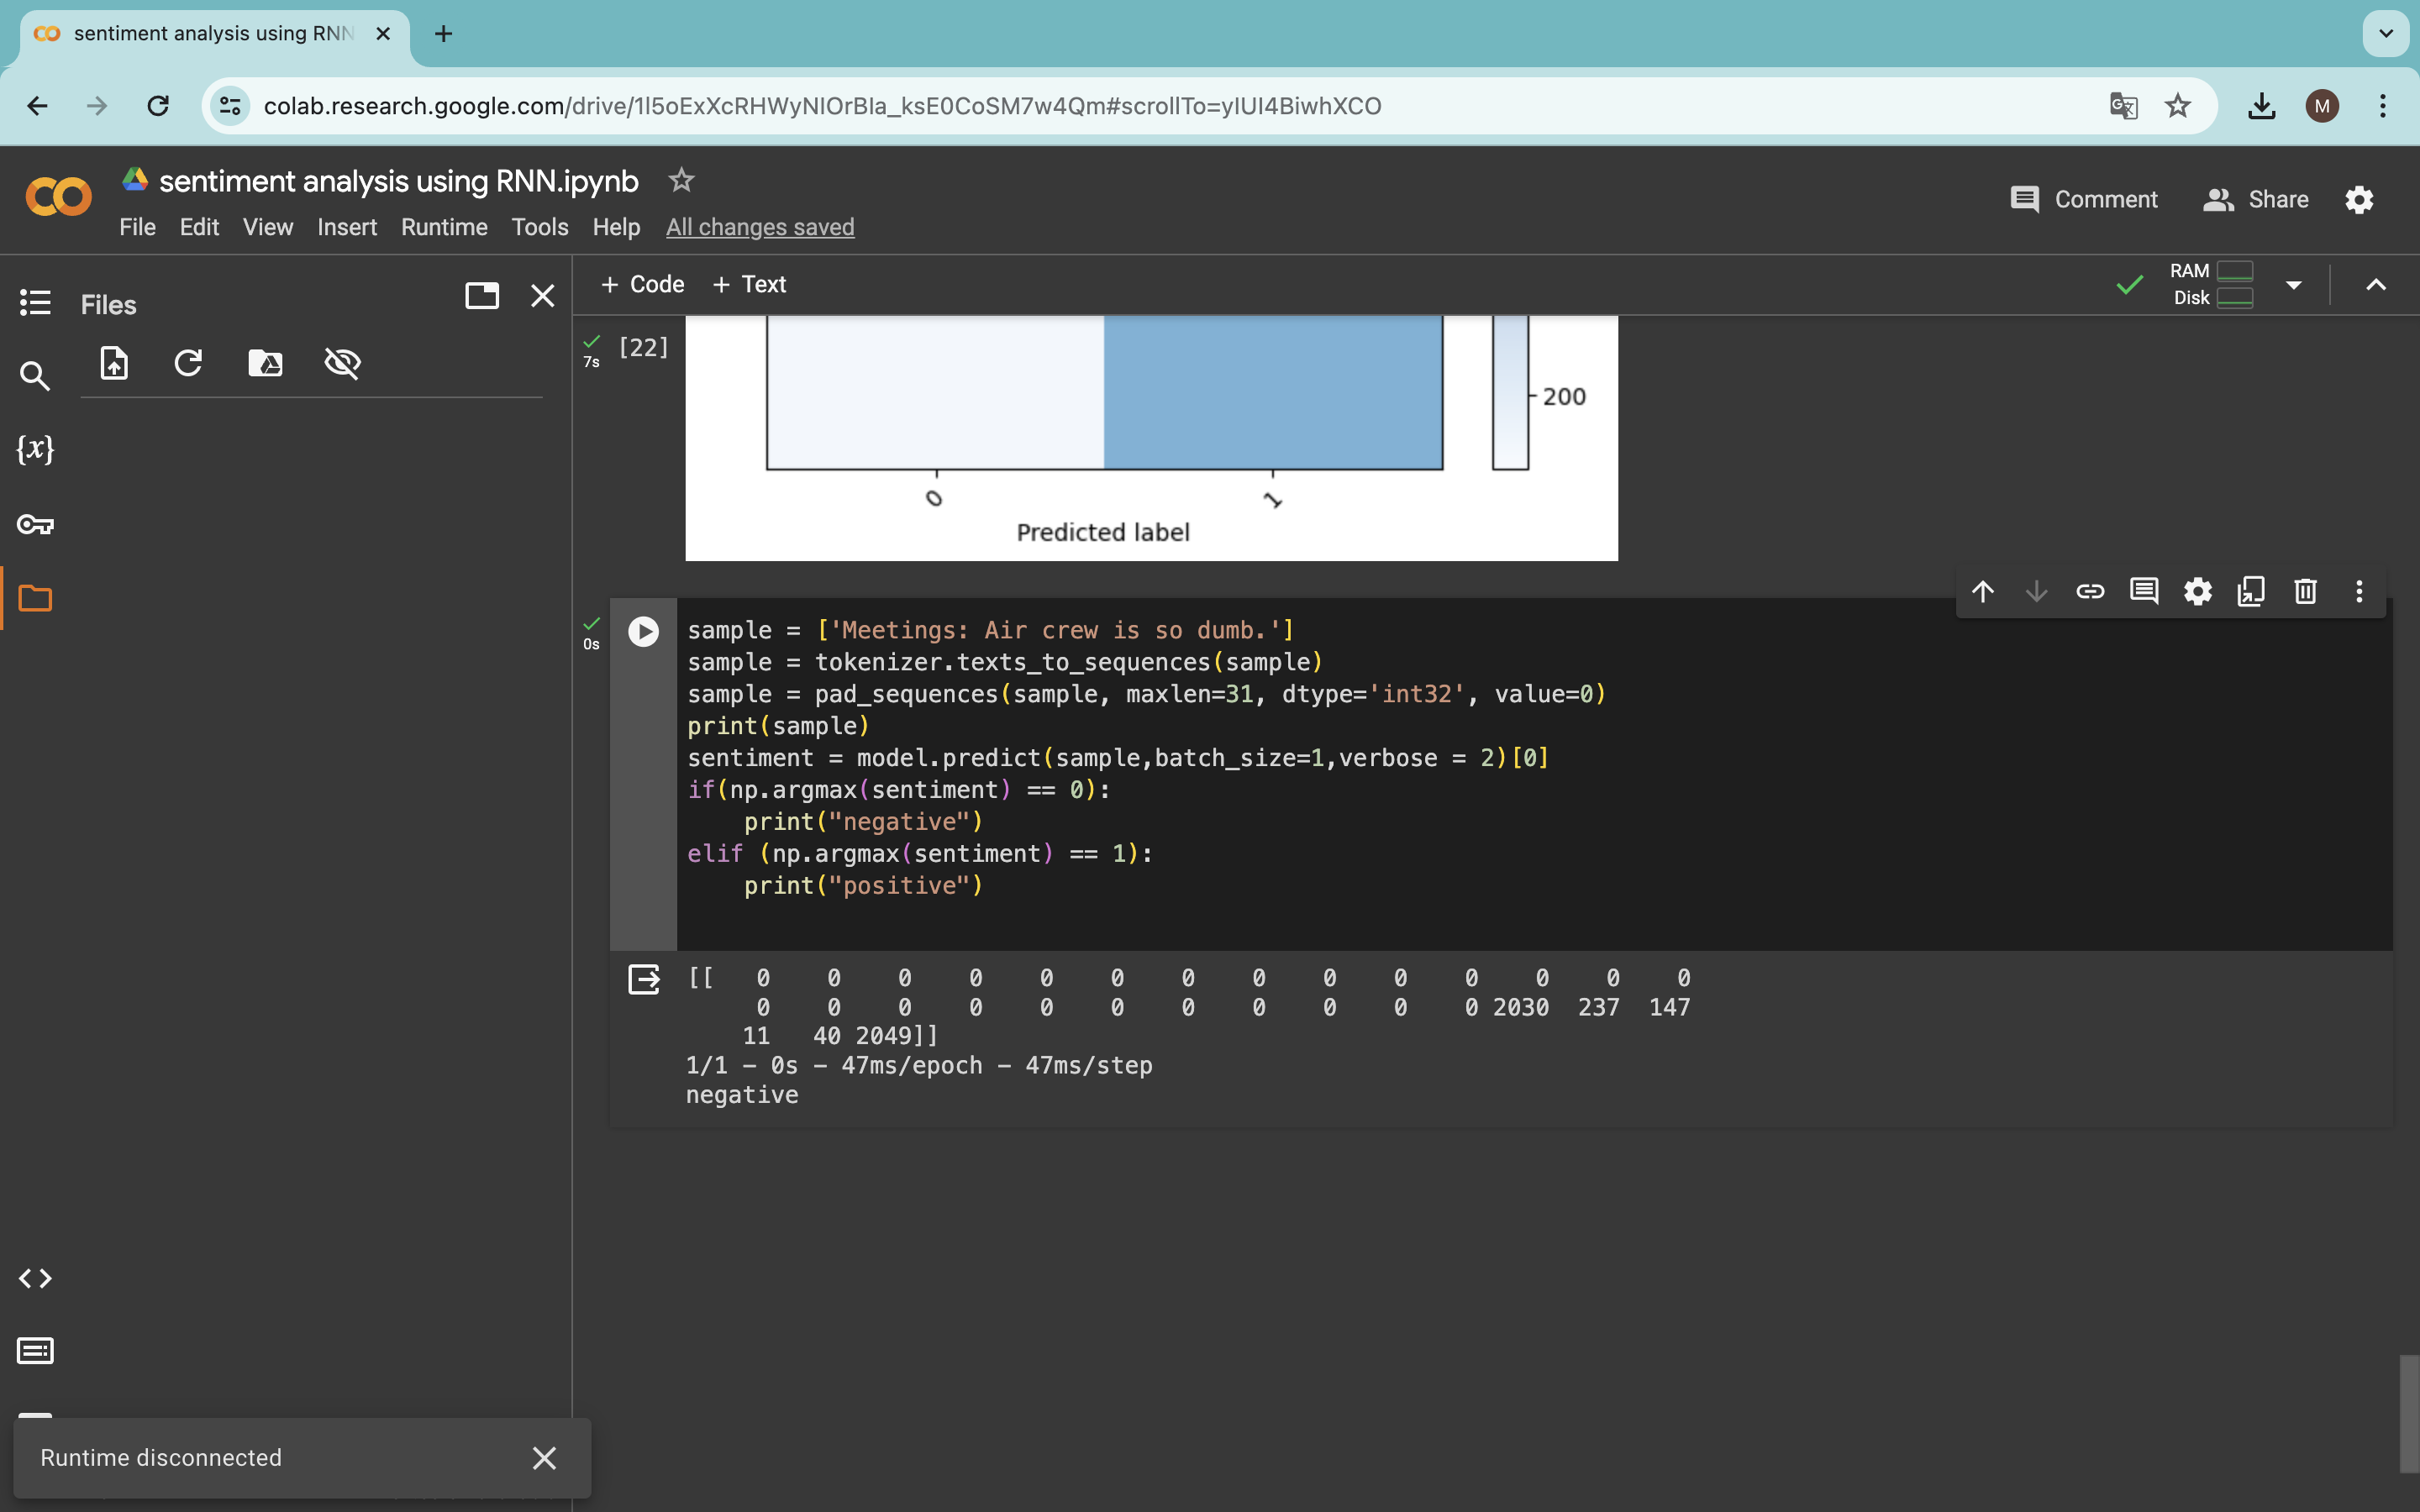 sentiment analysis using RNN
colab.research.google.com/drive/1l5oExXcRHWyNIOrBIa_ksE0CoSM7w4Qm#scrollTo=yIUI4BiwhXCO
M
sentiment analysis using RNN.ipynb
File Edit View Insert Runtime Tools Help All changes saved
Comment Share
Files
+ Code + Text
RAM
Disk
{x}
7s [22]
200
0 1
Predicted label
0s
sample = ['Meetings: Air crew is so dumb.']
sample = tokenizer.texts_to_sequences(sample)
sample = pad_sequences(sample, maxlen=31, dtype='int32', value=0)
print(sample)
sentiment = model.predict(sample,batch_size=1,verbose = 2)[0]
if(np.argmax(sentiment) == 0):
    print("negative")
elif (np.argmax(sentiment) == 1):
    print("positive")
[[   0    0    0    0    0    0    0    0    0    0    0    0    0    0
     0    0    0    0    0    0    0    0    0    0    0 2030  237  147
    11   40 2049]]
1/1 - 0s - 47ms/epoch - 47ms/step
negative
Runtime disconnected